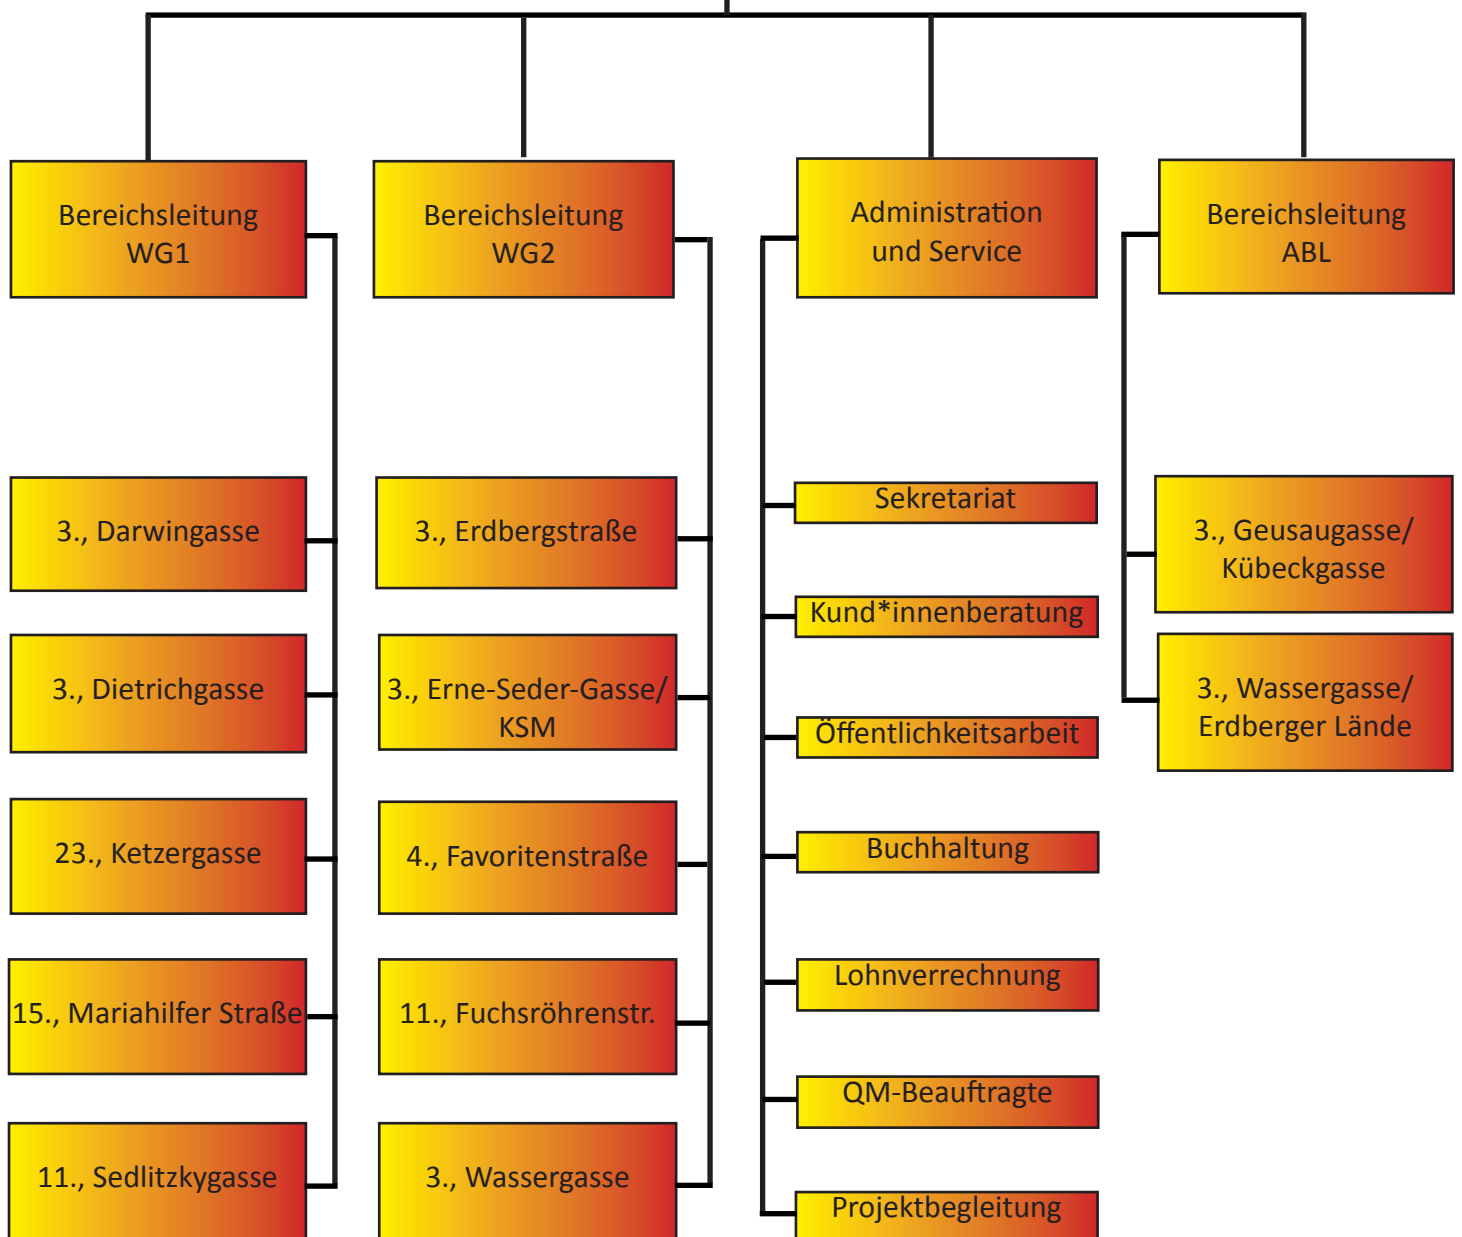 Bereichsleitung
WG1
Bereichsleitung
WG2
Administration
und Service
Bereichsleitung
ABL
3., Darwingasse
3., Dietrichgasse
23., Ketzergasse
15., Mariahilfer Straße
11., Sedlitzkygasse
3., Erdbergstraße
3., Erne-Seder-Gasse/
KSM
4., Favoritenstraße
11., Fuchsröhrenstr.
3., Wassergasse
Sekretariat
Kund*innenberatung
Öffentlichkeitsarbeit
Buchhaltung
Lohnverrechnung
QM-Beauftragte
Projektbegleitung
3., Geusaugasse/
Kübeckgasse
3., Wassergasse/
Erdberger Lände